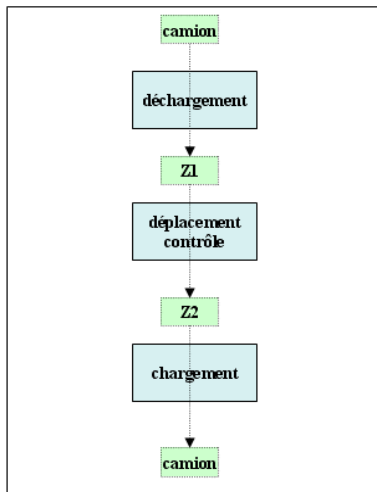 camion
déchargement
Z1
déplacement
contrôle
Z2
chargement
camion